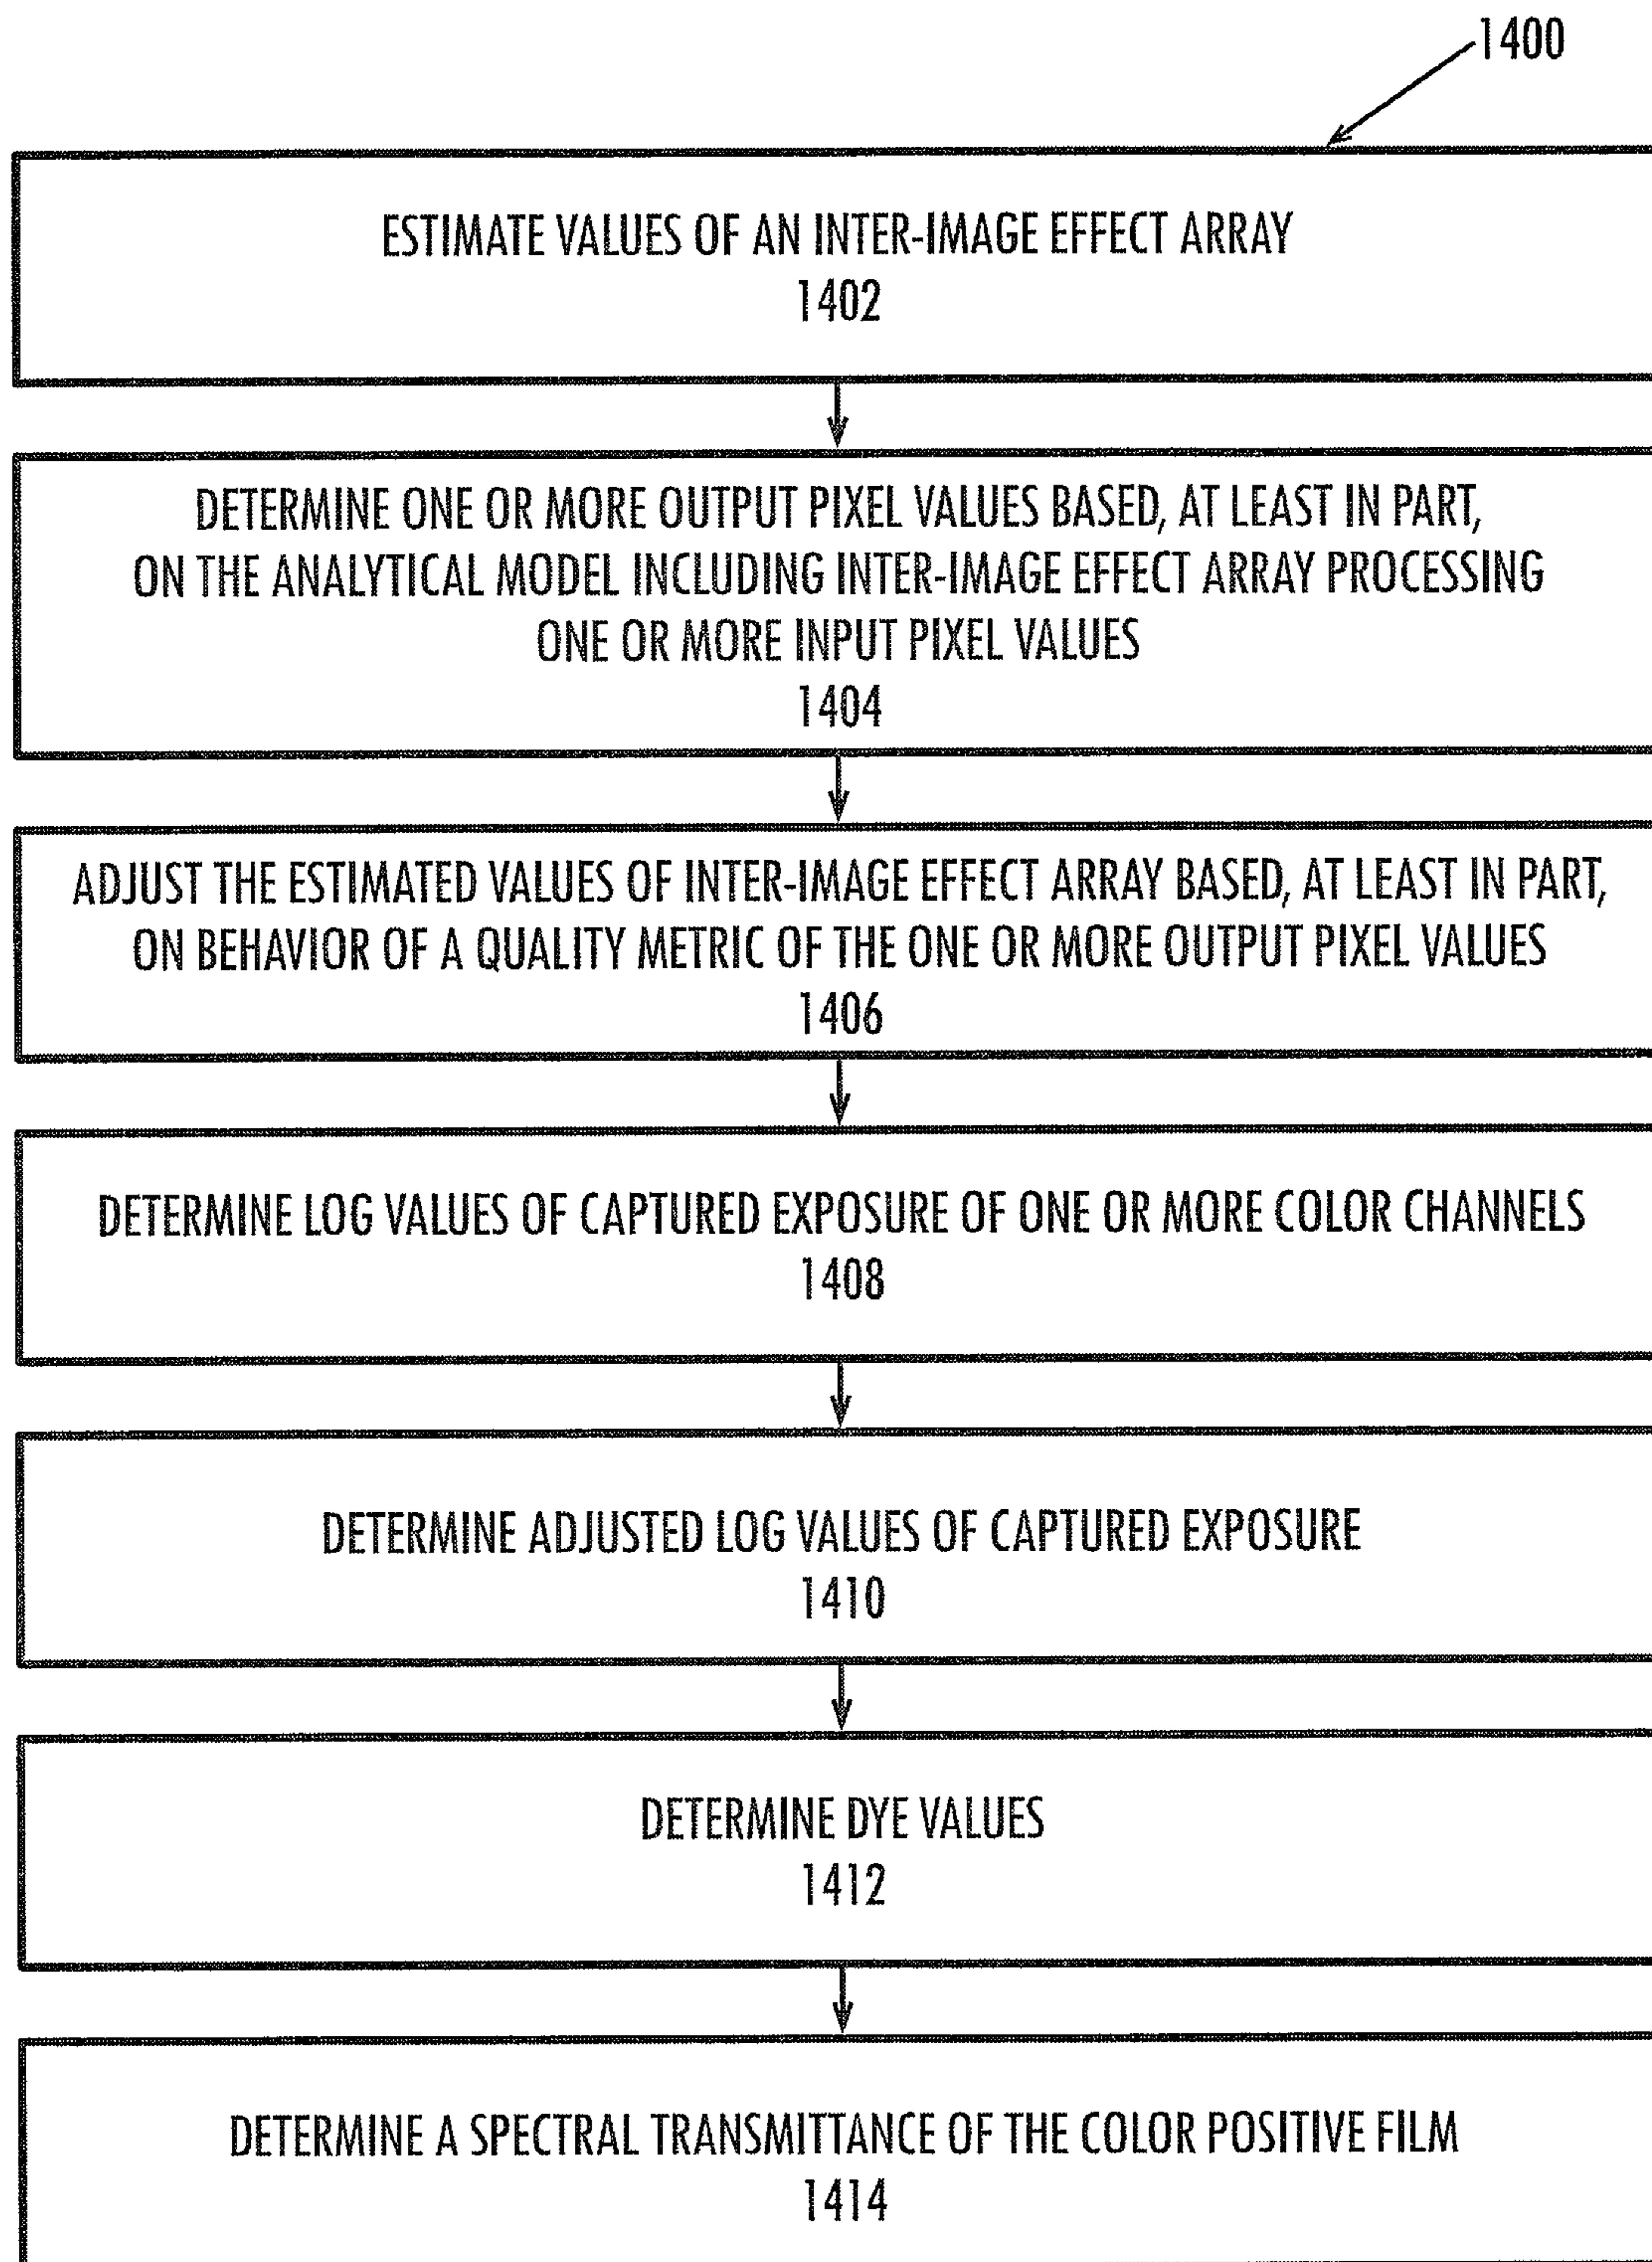 1400
ESTIMATE VALUES OF AN INTER-IMAGE EFFECT ARRAY
1402
DETERMINE ONE OR MORE OUTPUT PIXEL VALUES BASED, AT LEAST IN PART,
ON THE ANALYTICAL MODEL INCLUDING INTER-IMAGE EFFECT ARRAY PROCESSING
ONE OR MORE INPUT PIXEL VALUES
1404
ADJUST THE ESTIMATED VALUES OF INTER-IMAGE EFFECT ARRAY BASED, AT LEAST IN PART,
ON BEHAVIOR OF A QUALITY METRIC OF THE ONE OR MORE OUTPUT PIXEL VALUES
1406
DETERMINE LOG VALUES OF CAPTURED EXPOSURE OF ONE OR MORE COLOR CHANNELS
1408
DETERMINE ADJUSTED LOG VALUES OF CAPTURED EXPOSURE
1410
DETERMINE DYE VALUES
1412
DETERMINE A SPECTRAL TRANSMITTANCE OF THE COLOR POSITIVE FILM
1414